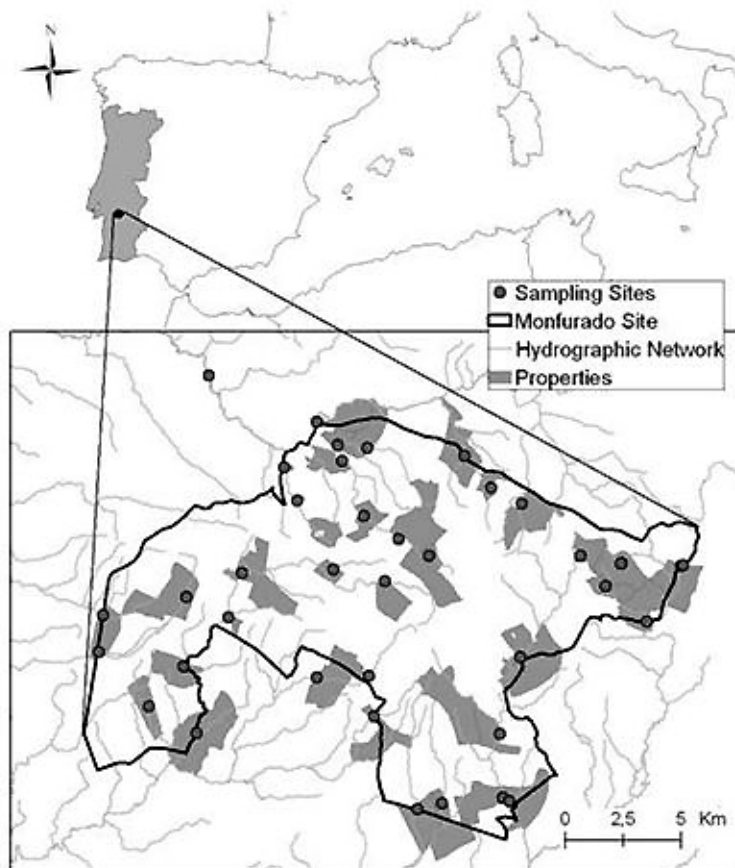 N
Sampling Sites
Monfurado Site
Hydrographic Network
Properties
0 2,5 5 Km